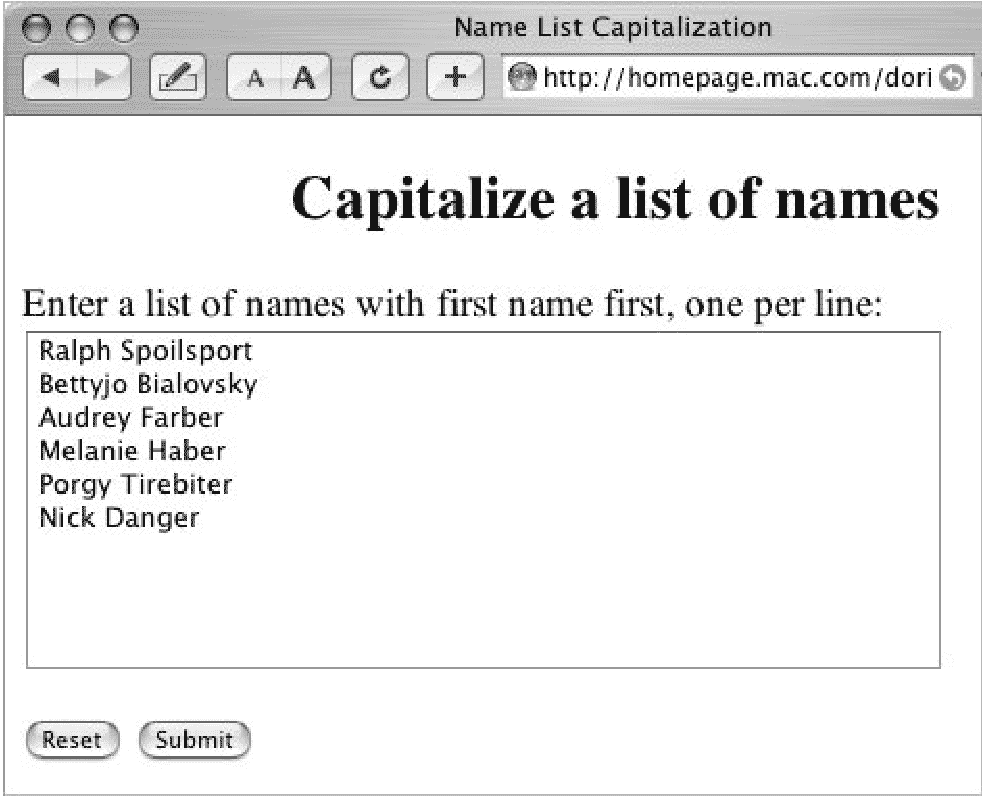 Name List Capitalization
A A + http://homepage.mac.com/dori
Capitalize a list of names
Enter a list of names with first name first, one per line:
Ralph Spoilsport
Bettyjo Bialovsky
Audrey Farber
Melanie Haber
Porgy Tirebiter
Nick Danger
Reset Submit